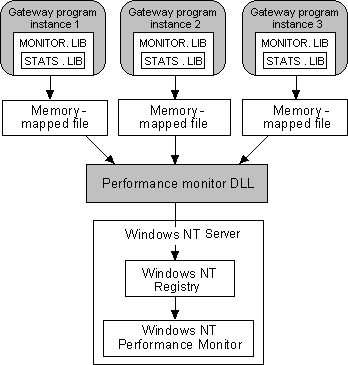 Gateway program
instance 1
MONITOR. LIB
STATS . LIB
Gateway program
instance 2
MONITOR. LIB
STATS . LIB
Gateway program
instance 3
MONITOR. LIB
STATS . LIB
Memory-
mapped file
Memory-
mapped file
Memory-
mapped file
Performance monitor DLL
Windows NT Server
Windows NT
Registry
Windows NT
Performance Monitor